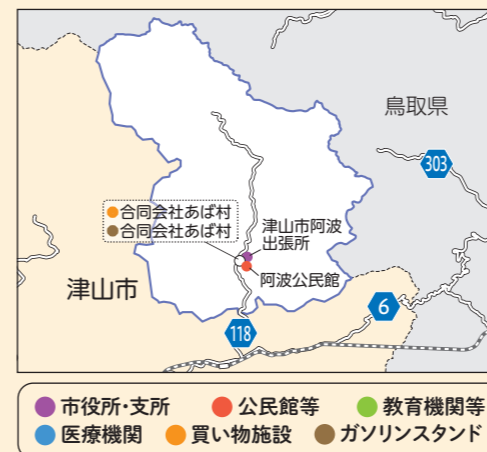 鳥取県
303
合同会社あば村
合同会社あば村
津山市阿波
出張所
阿波公民館
津山市
118
6
市役所・支所
公民館等
教育機関等
医療機関
買い物施設
ガソリンスタンド